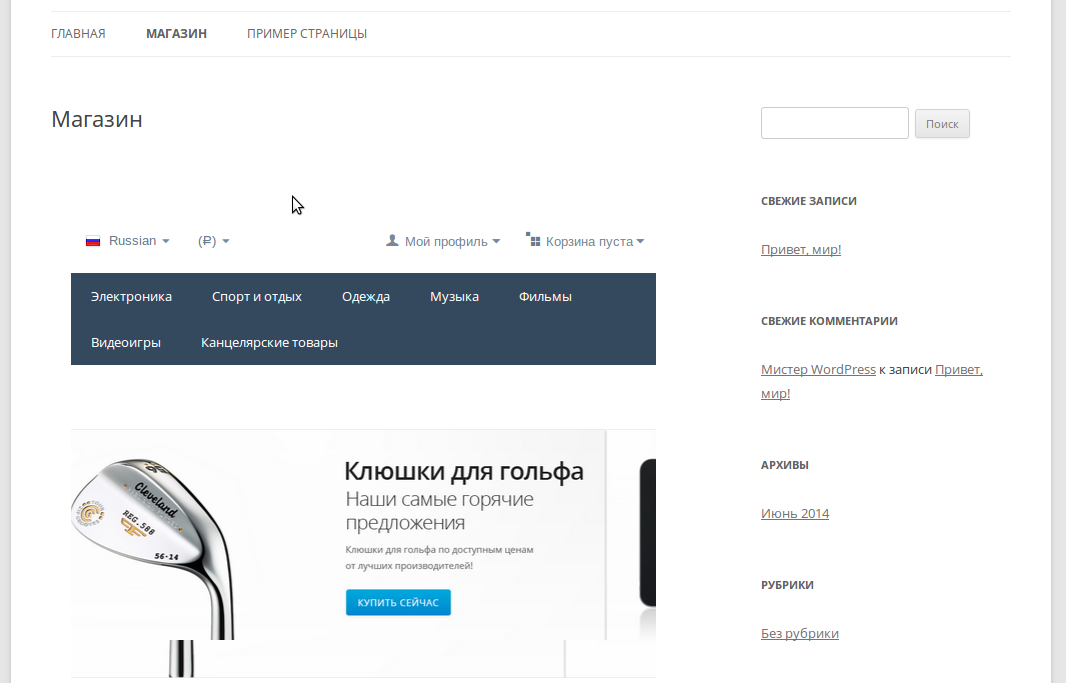 ГЛАВНАЯ МАГАЗИН ПРИМЕР СТРАНИЦЫ
Магазин
Russian (₽) Мой профиль Корзина пуста
Электроника Спорт и отдых Одежда Музыка Фильмы
Видеоигры Канцелярские товары
Cleveland
REG.588
56-14
Клюшки для гольфа
Наши самые горячие
предложения
Клюшки для гольфа по доступным ценам
от лучших производителей!
КУПИТЬ СЕЙЧАС
Поиск
СВЕЖИЕ ЗАПИСИ
Привет, мир!
СВЕЖИЕ КОММЕНТАРИИ
Мистер WordPress к записи Привет,
мир!
АРХИВЫ
Июнь 2014
РУБРИКИ
Без рубрики